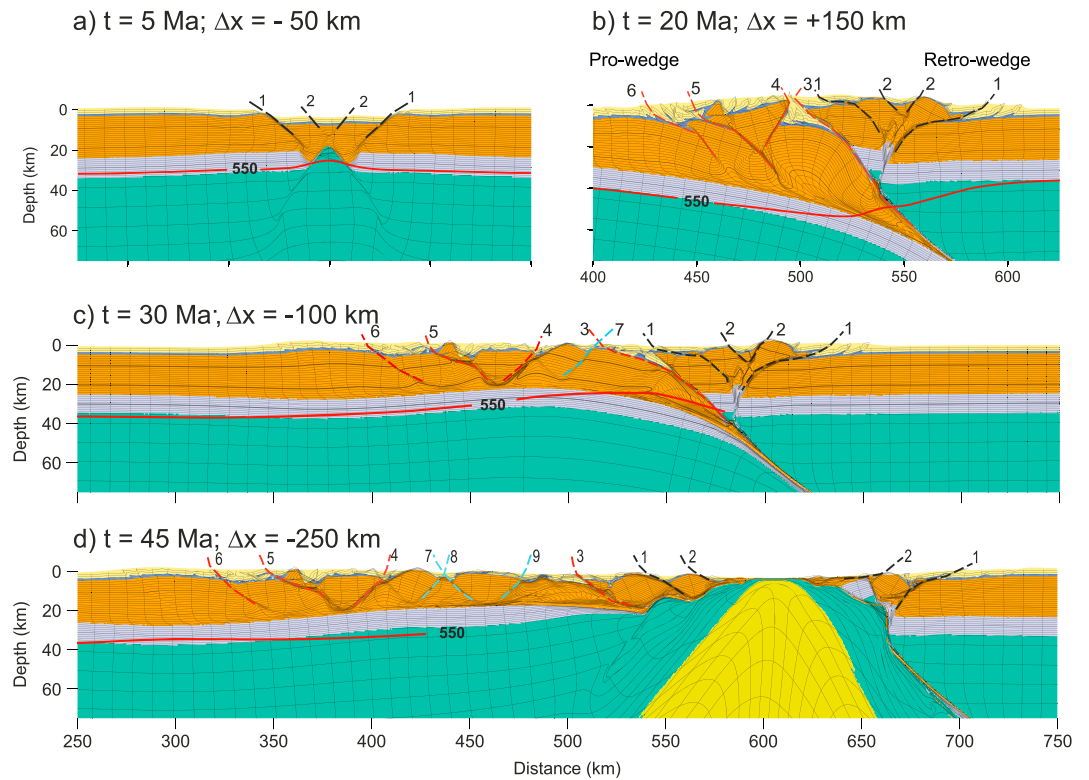 a) t = 5 Ma; Δx = - 50 km
b) t = 20 Ma; Δx = +150 km
Pro-wedge
Retro-wedge
1 2 2 1
6 5 4 3 1 2 2 1
0
20
40
60
Depth (km)
550
550
400 450 500 550 600
c) t = 30 Ma; Δx = -100 km
6 5 4 3 7 1 2 2 1
0
20
40
60
Depth (km)
550
d) t = 45 Ma; Δx = -250 km
6 5 4 7 8 9 3 1 2 2 1
0
20
40
60
Depth (km)
550
250 300 350 400 450 500 550 600 650 700 750
Distance (km)